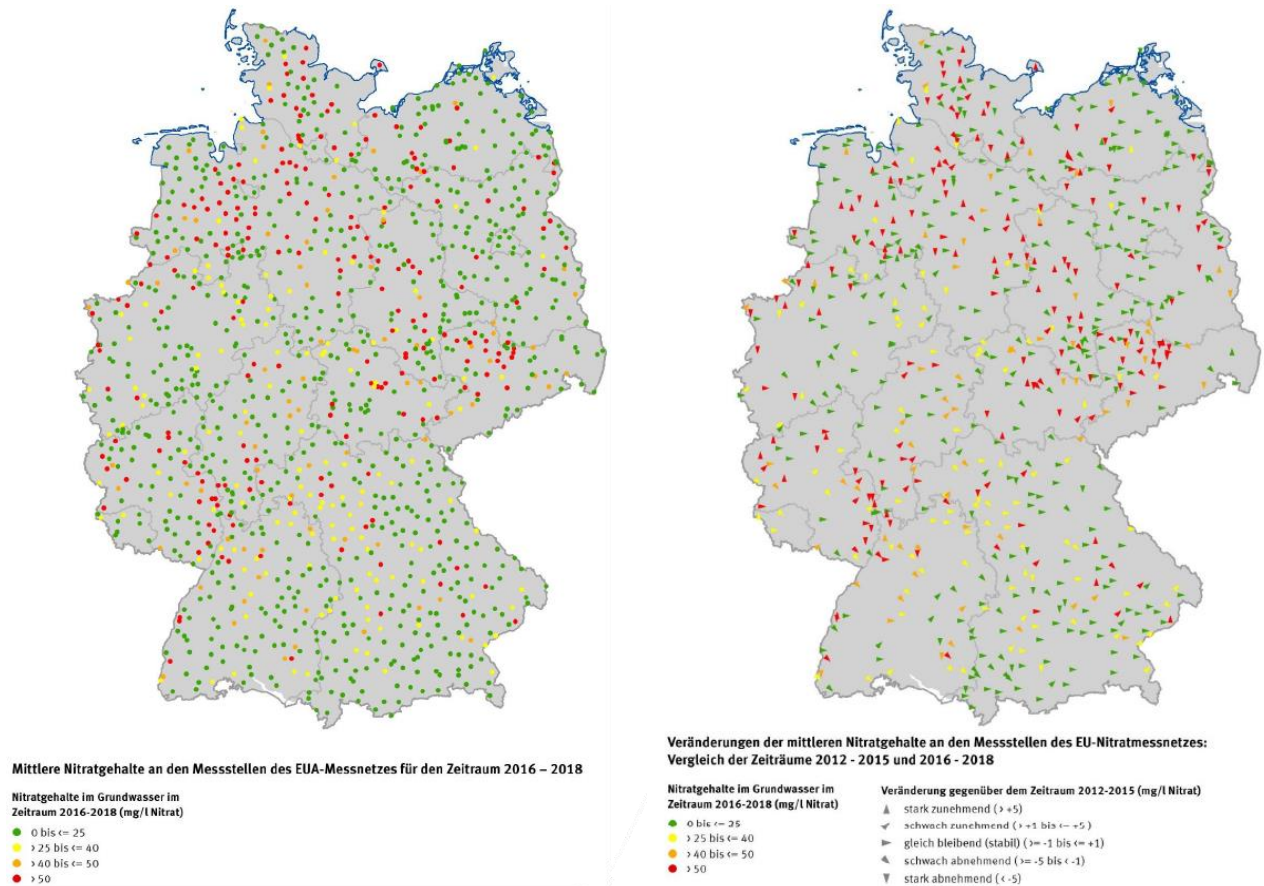 Mittlere Nitratgehalte an den Messstellen des EUA-Messnetzes für den Zeitraum 2016 – 2018
Nitratgehalte im Grundwasser im
Zeitraum 2016-2018 (mg/l Nitrat)
0 bis <= 25
> 25 bis <= 40
> 40 bis <= 50
> 50
Veränderungen der mittleren Nitratgehalte an den Messstellen des EU-Nitratmessnetzes:
Vergleich der Zeiträume 2012 - 2015 und 2016 - 2018
Nitratgehalte im Grundwasser im
Zeitraum 2016-2018 (mg/l Nitrat)
0 bis <= 25
> 25 bis <= 40
> 40 bis <= 50
> 50
Veränderung gegenüber dem Zeitraum 2012-2015 (mg/l Nitrat)
stark zunehmend (> +5)
schwach zunehmend (> +1 bis <= +5)
gleich bleibend (stabil) (>= -1 bis <= +1)
schwach abnehmend (>= -5 bis < -1)
stark abnehmend (< -5)